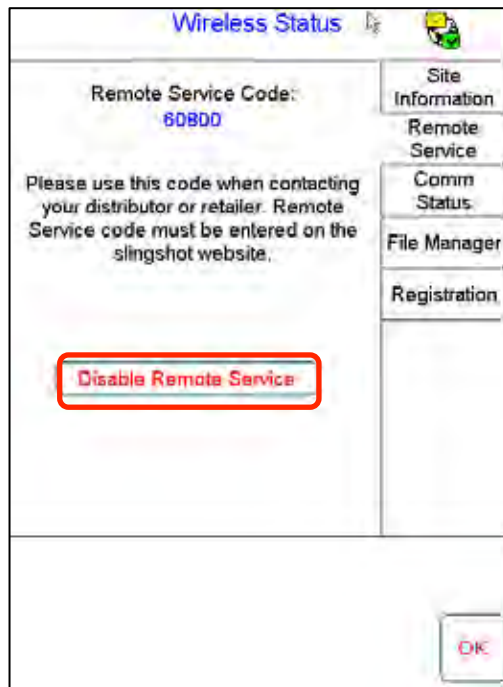 Wireless Status
Remote Service Code:
60800
Please use this code when contacting
your distributor or retailer. Remote
Service code must be entered on the
slingshot website.
Disable Remote Service
Site
Information
Remote
Service
Comm
Status
File Manager
Registration
OK